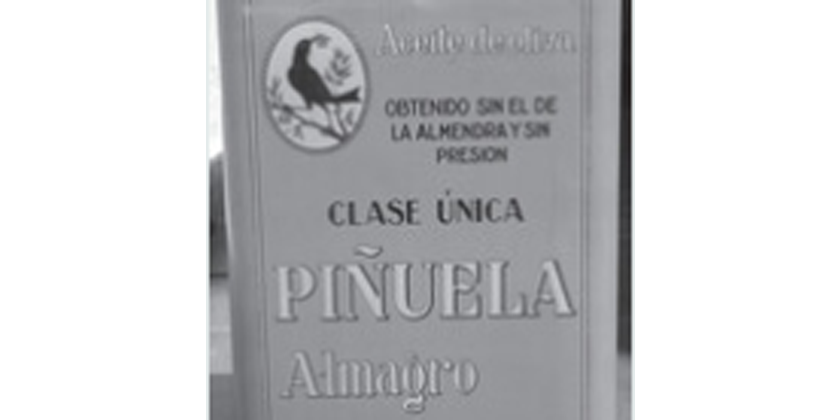 Aceite de oliva
OBTENIDO SIN EL DE
LA ALMENDRA Y SIN
PRESION
CLASE ÚNICA
PIÑUELA
Almagro